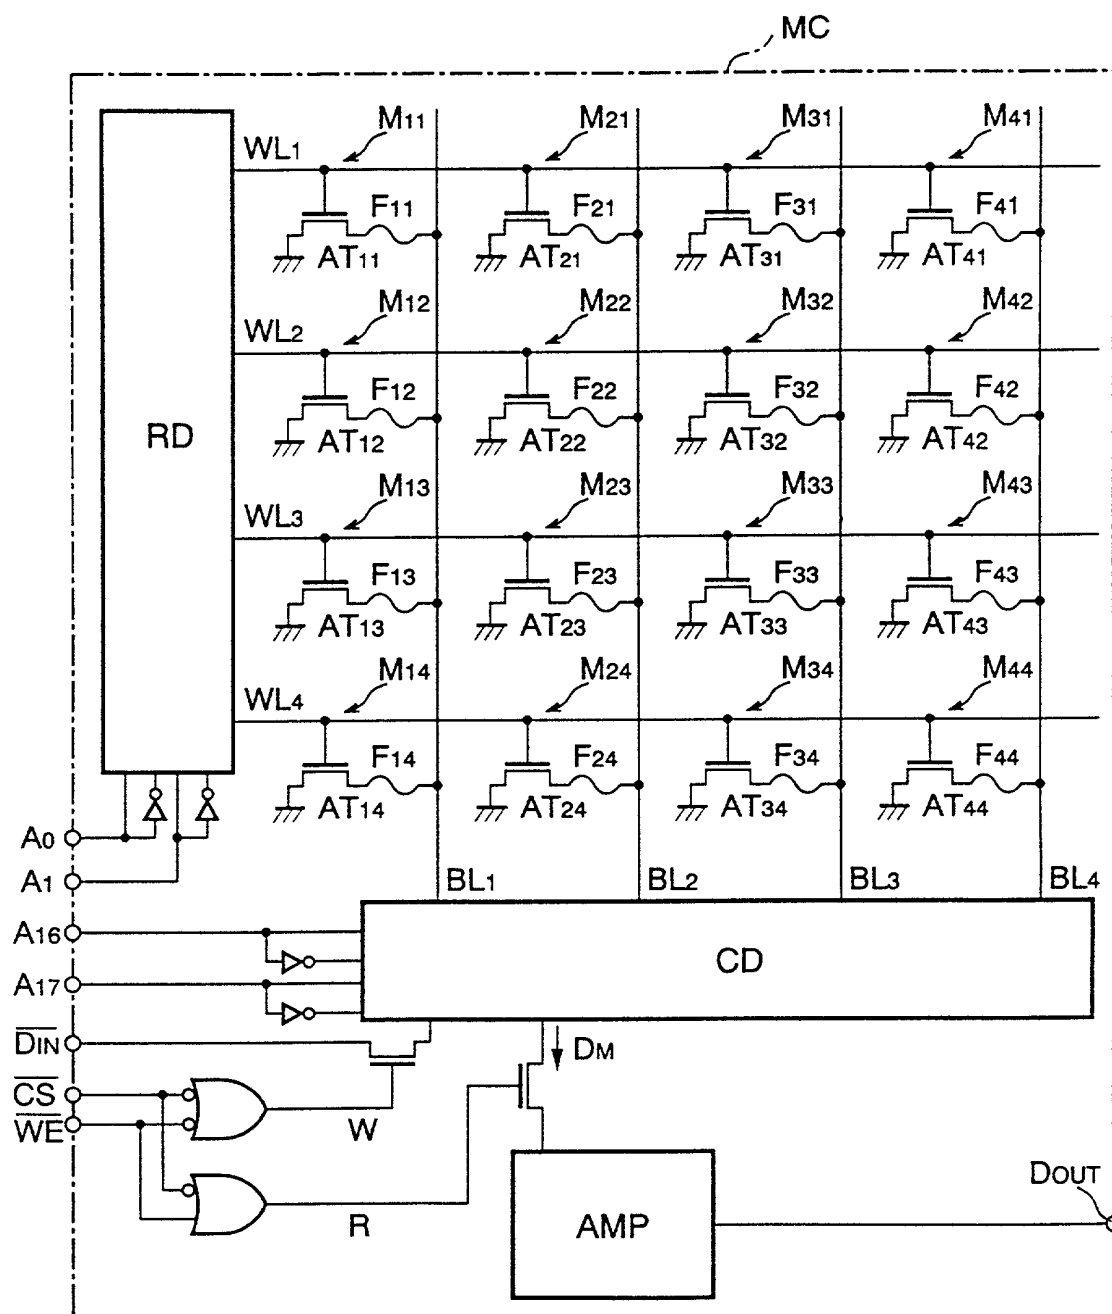 MC
M11 M21 M31 M41
WL1
F11 F21 F31 F41
AT11 AT21 AT31 AT41
M12 M22 M32 M42
WL2
F12 F22 F32 F42
RD
AT12 AT22 AT32 AT42
M13 M23 M33 M43
WL3
F13 F23 F33 F43
AT13 AT23 AT33 AT43
M14 M24 M34 M44
WL4
F14 F24 F34 F44
AT14 AT24 AT34 AT44
A0
A1
BL1 BL2 BL3 BL4
A16
CD
A17
D̅I̅N̅
DM
C̅S̅
W̅E̅
W
R
AMP
DOUT